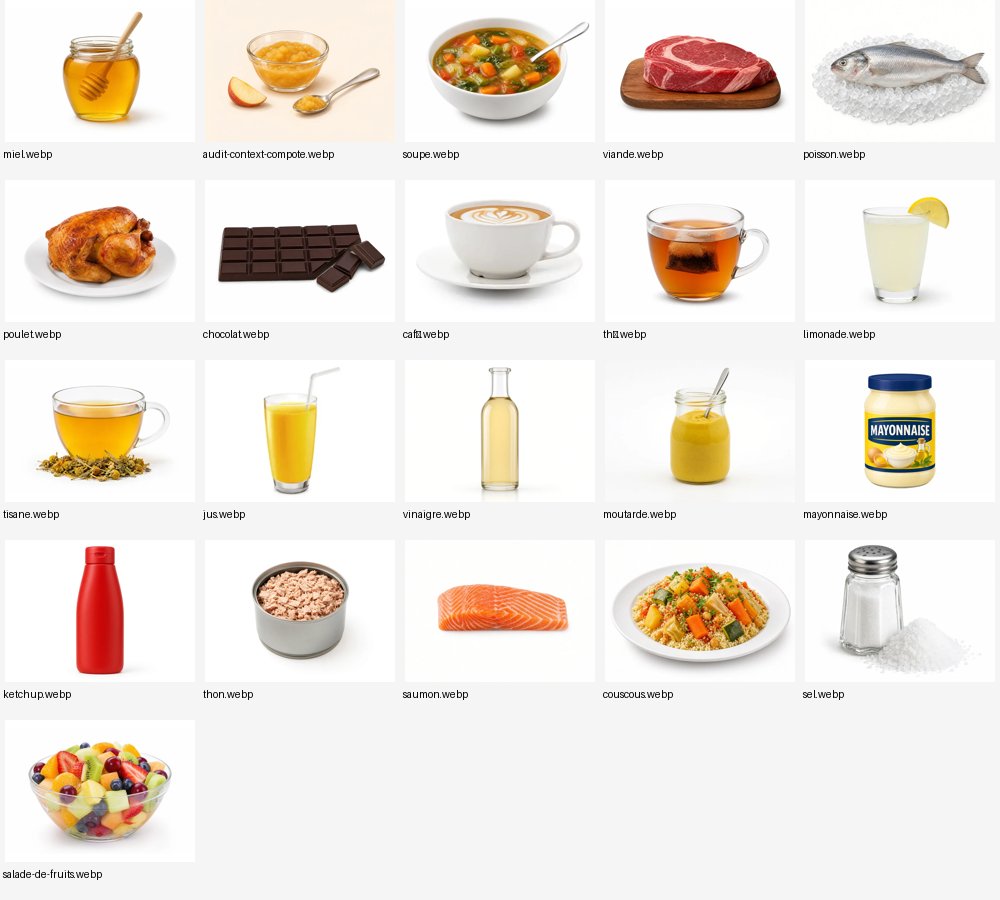 miel.webp
audit-context-compote.webp
soupe.webp
viande.webp
poisson.webp
poulet.webp
chocolat.webp
caf.webp
th.webp
limonade.webp
tisane.webp
jus.webp
vinaigre.webp
moutarde.webp
MAYONNAISE
mayonnaise.webp
ketchup.webp
thon.webp
saumon.webp
couscous.webp
sel.webp
salade-de-fruits.webp